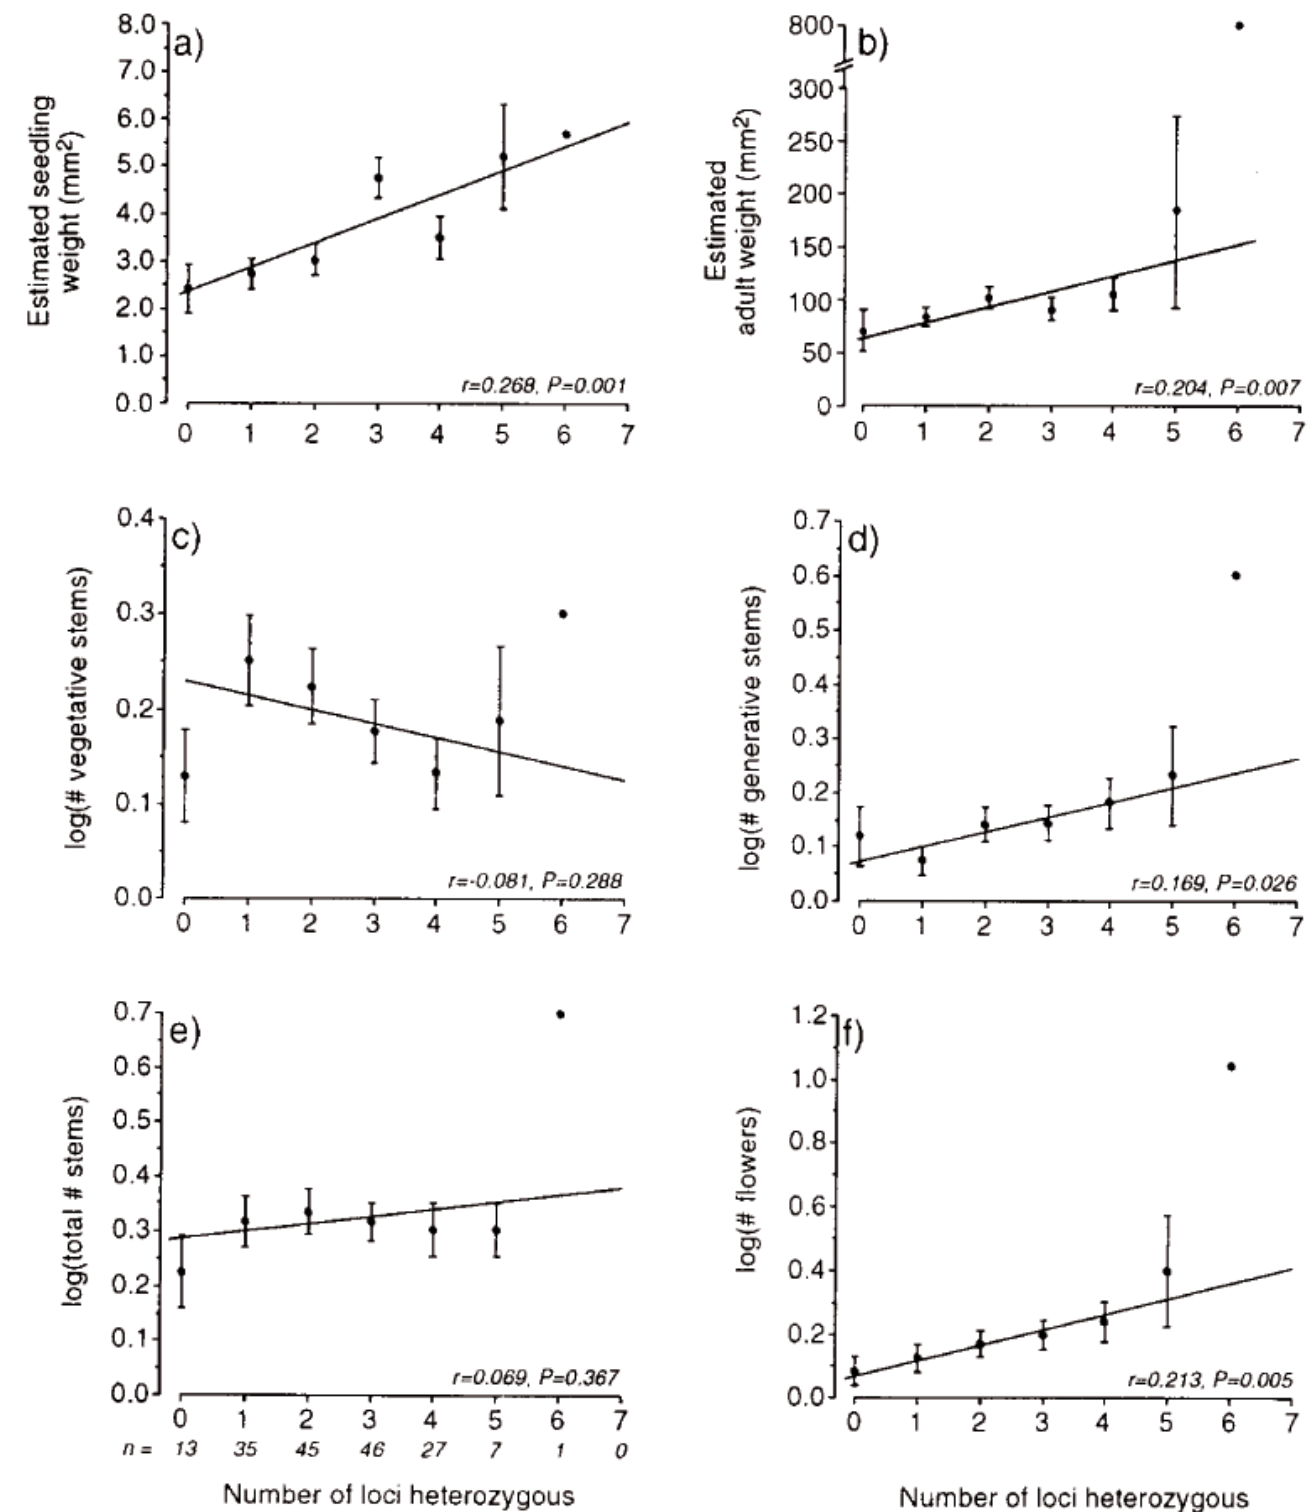 a)
8.0
7.0
6.0
5.0
4.0
3.0
2.0
1.0
0.0
Estimated seedling
weight (mm²)
r=0.268, P=0.001
0 1 2 3 4 5 6 7
b)
800
300
250
200
150
100
50
0
Estimated
adult weight (mm²)
r=0.204, P=0.007
0 1 2 3 4 5 6 7
c)
0.4
0.3
0.2
0.1
0.0
log(# vegetative stems)
r=-0.081, P=0.288
0 1 2 3 4 5 6 7
d)
0.7
0.6
0.5
0.4
0.3
0.2
0.1
0.0
log(# generative stems)
r=0.169, P=0.026
0 1 2 3 4 5 6 7
e)
0.7
0.6
0.5
0.4
0.3
0.2
0.1
0.0
log(total # stems)
r=0.069, P=0.367
0 1 2 3 4 5 6 7
n = 13 35 45 46 27 7 1 0
Number of loci heterozygous
f)
1.2
1.0
0.8
0.6
0.4
0.2
0.0
log(# flowers)
r=0.213, P=0.005
0 1 2 3 4 5 6 7
Number of loci heterozygous